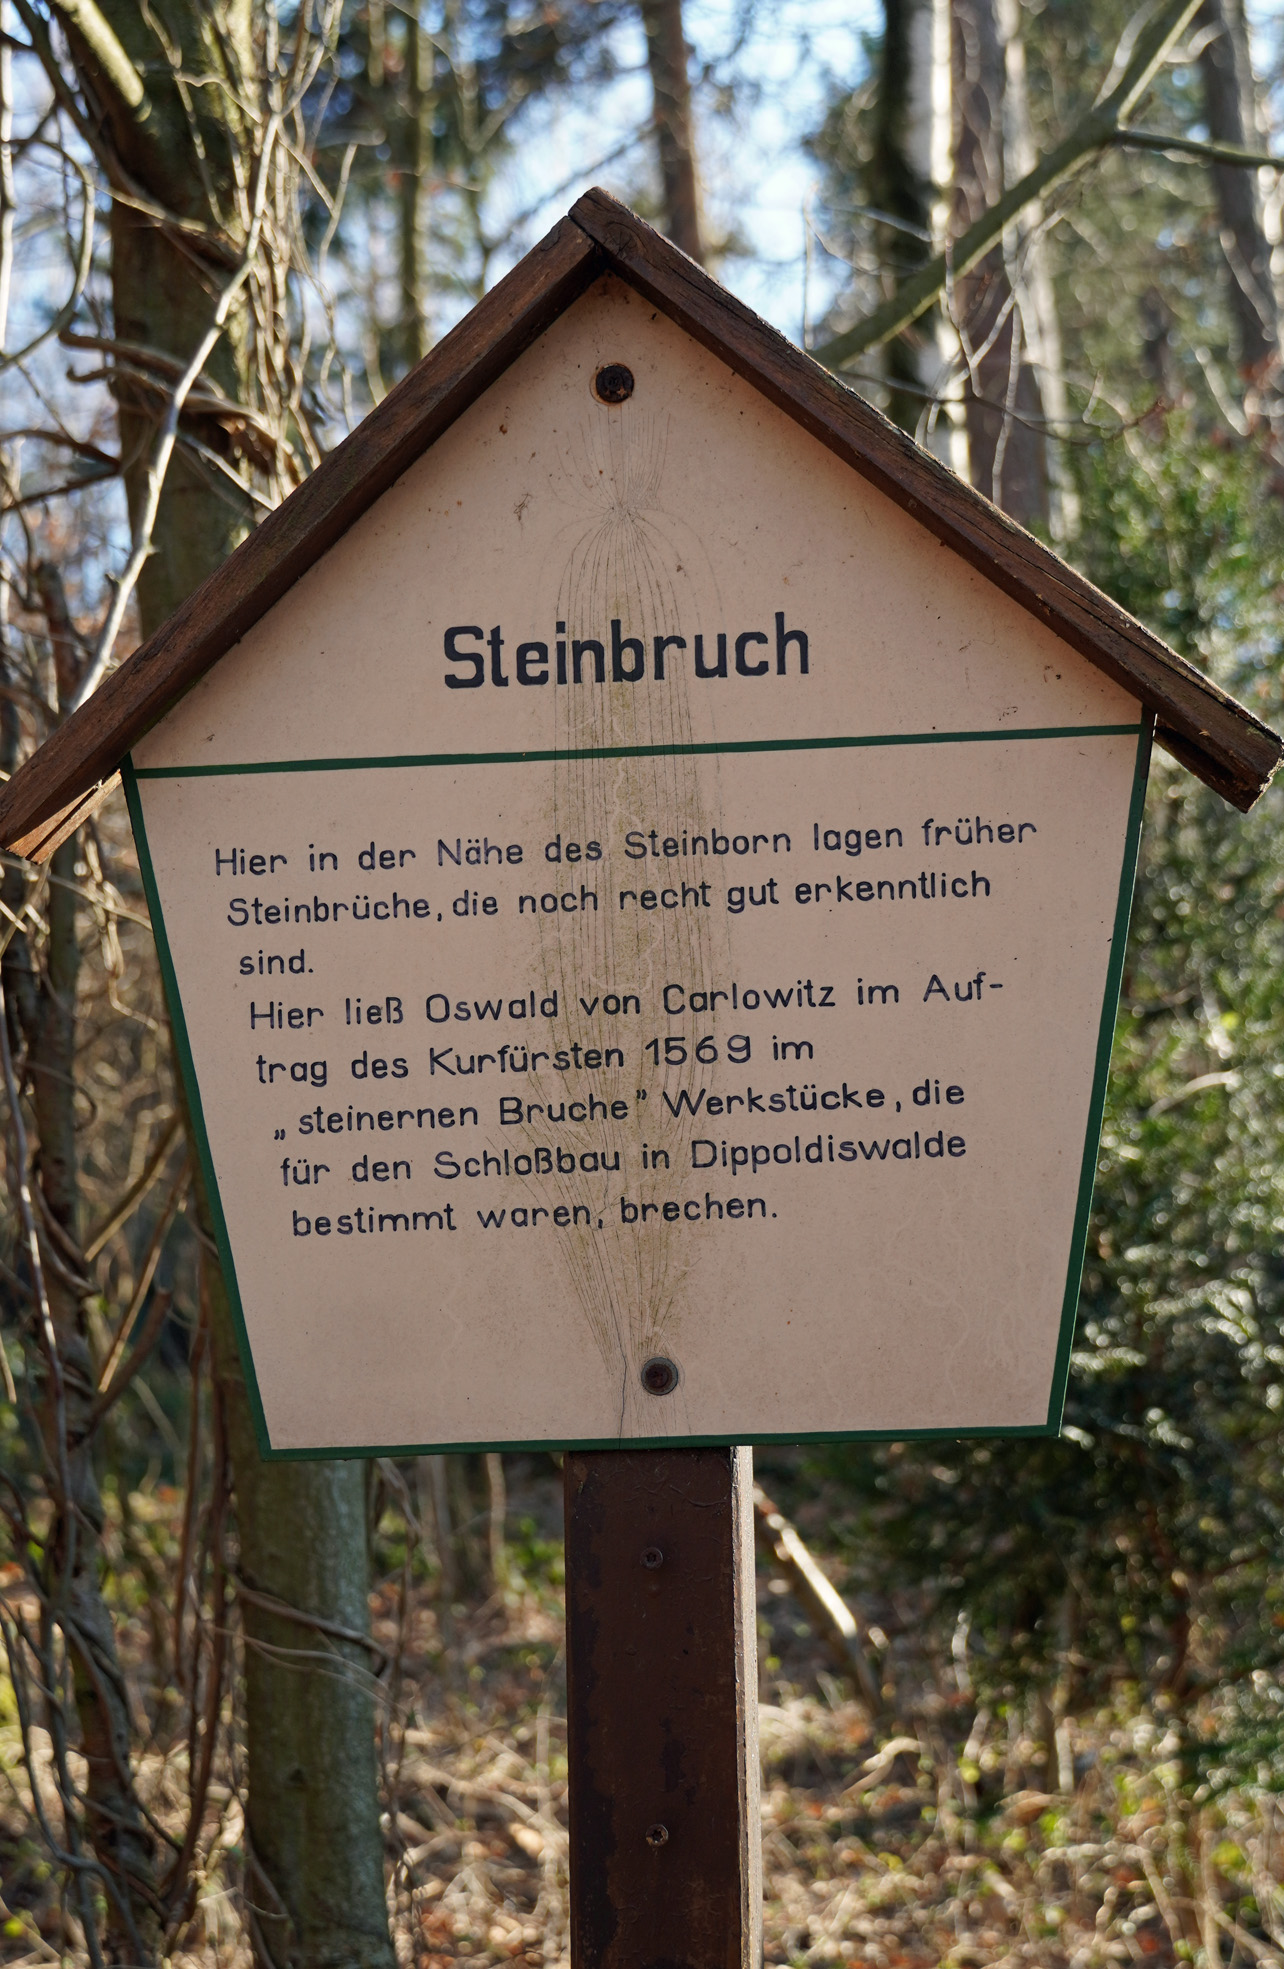 Steinbruch
Hier in der Nähe des Steinborn lagen früher
Steinbrüche, die noch recht gut erkenntlich
sind.
Hier ließ Oswald von Carlowitz im Auf-
trag des Kurfürsten 1569 im
„steinernen Bruche” Werkstücke, die
für den Schloßbau in Dippoldiswalde
bestimmt waren, brechen.